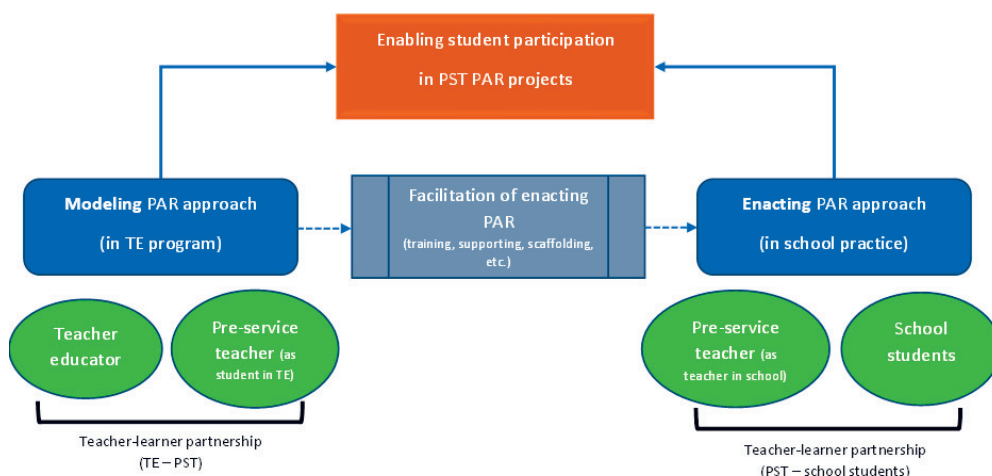 Enabling student participation
in PST PAR projects
Modeling PAR approach
(in TE program)
Facilitation of enacting
PAR
(training, supporting, scaffolding,
etc.)
Enacting PAR approach
(in school practice)
Teacher
educator
Pre-service
teacher (as
student in TE)
Pre-service
teacher (as
teacher in school)
School
students
Teacher-learner partnership
(TE – PST)
Teacher-learner partnership
(PST – school students)